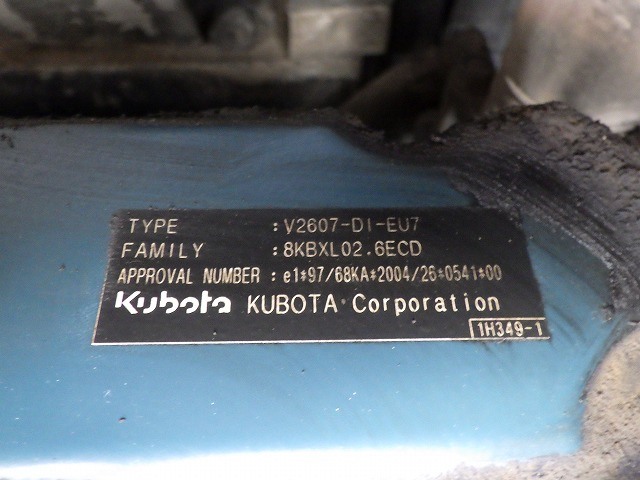 TYPE : V2607-DI-EU7
FAMILY : 8KBXL02.6ECD
APPROVAL NUMBER : e1*97/68KA*2004/26*0541*00
Kubota KUBOTA Corporation
1H349-1